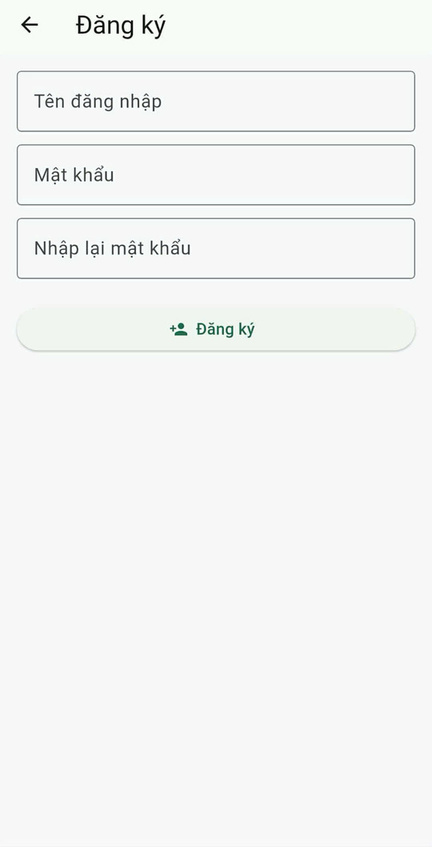 Đăng ký
Tên đăng nhập
Mật khẩu
Nhập lại mật khẩu
Đăng ký